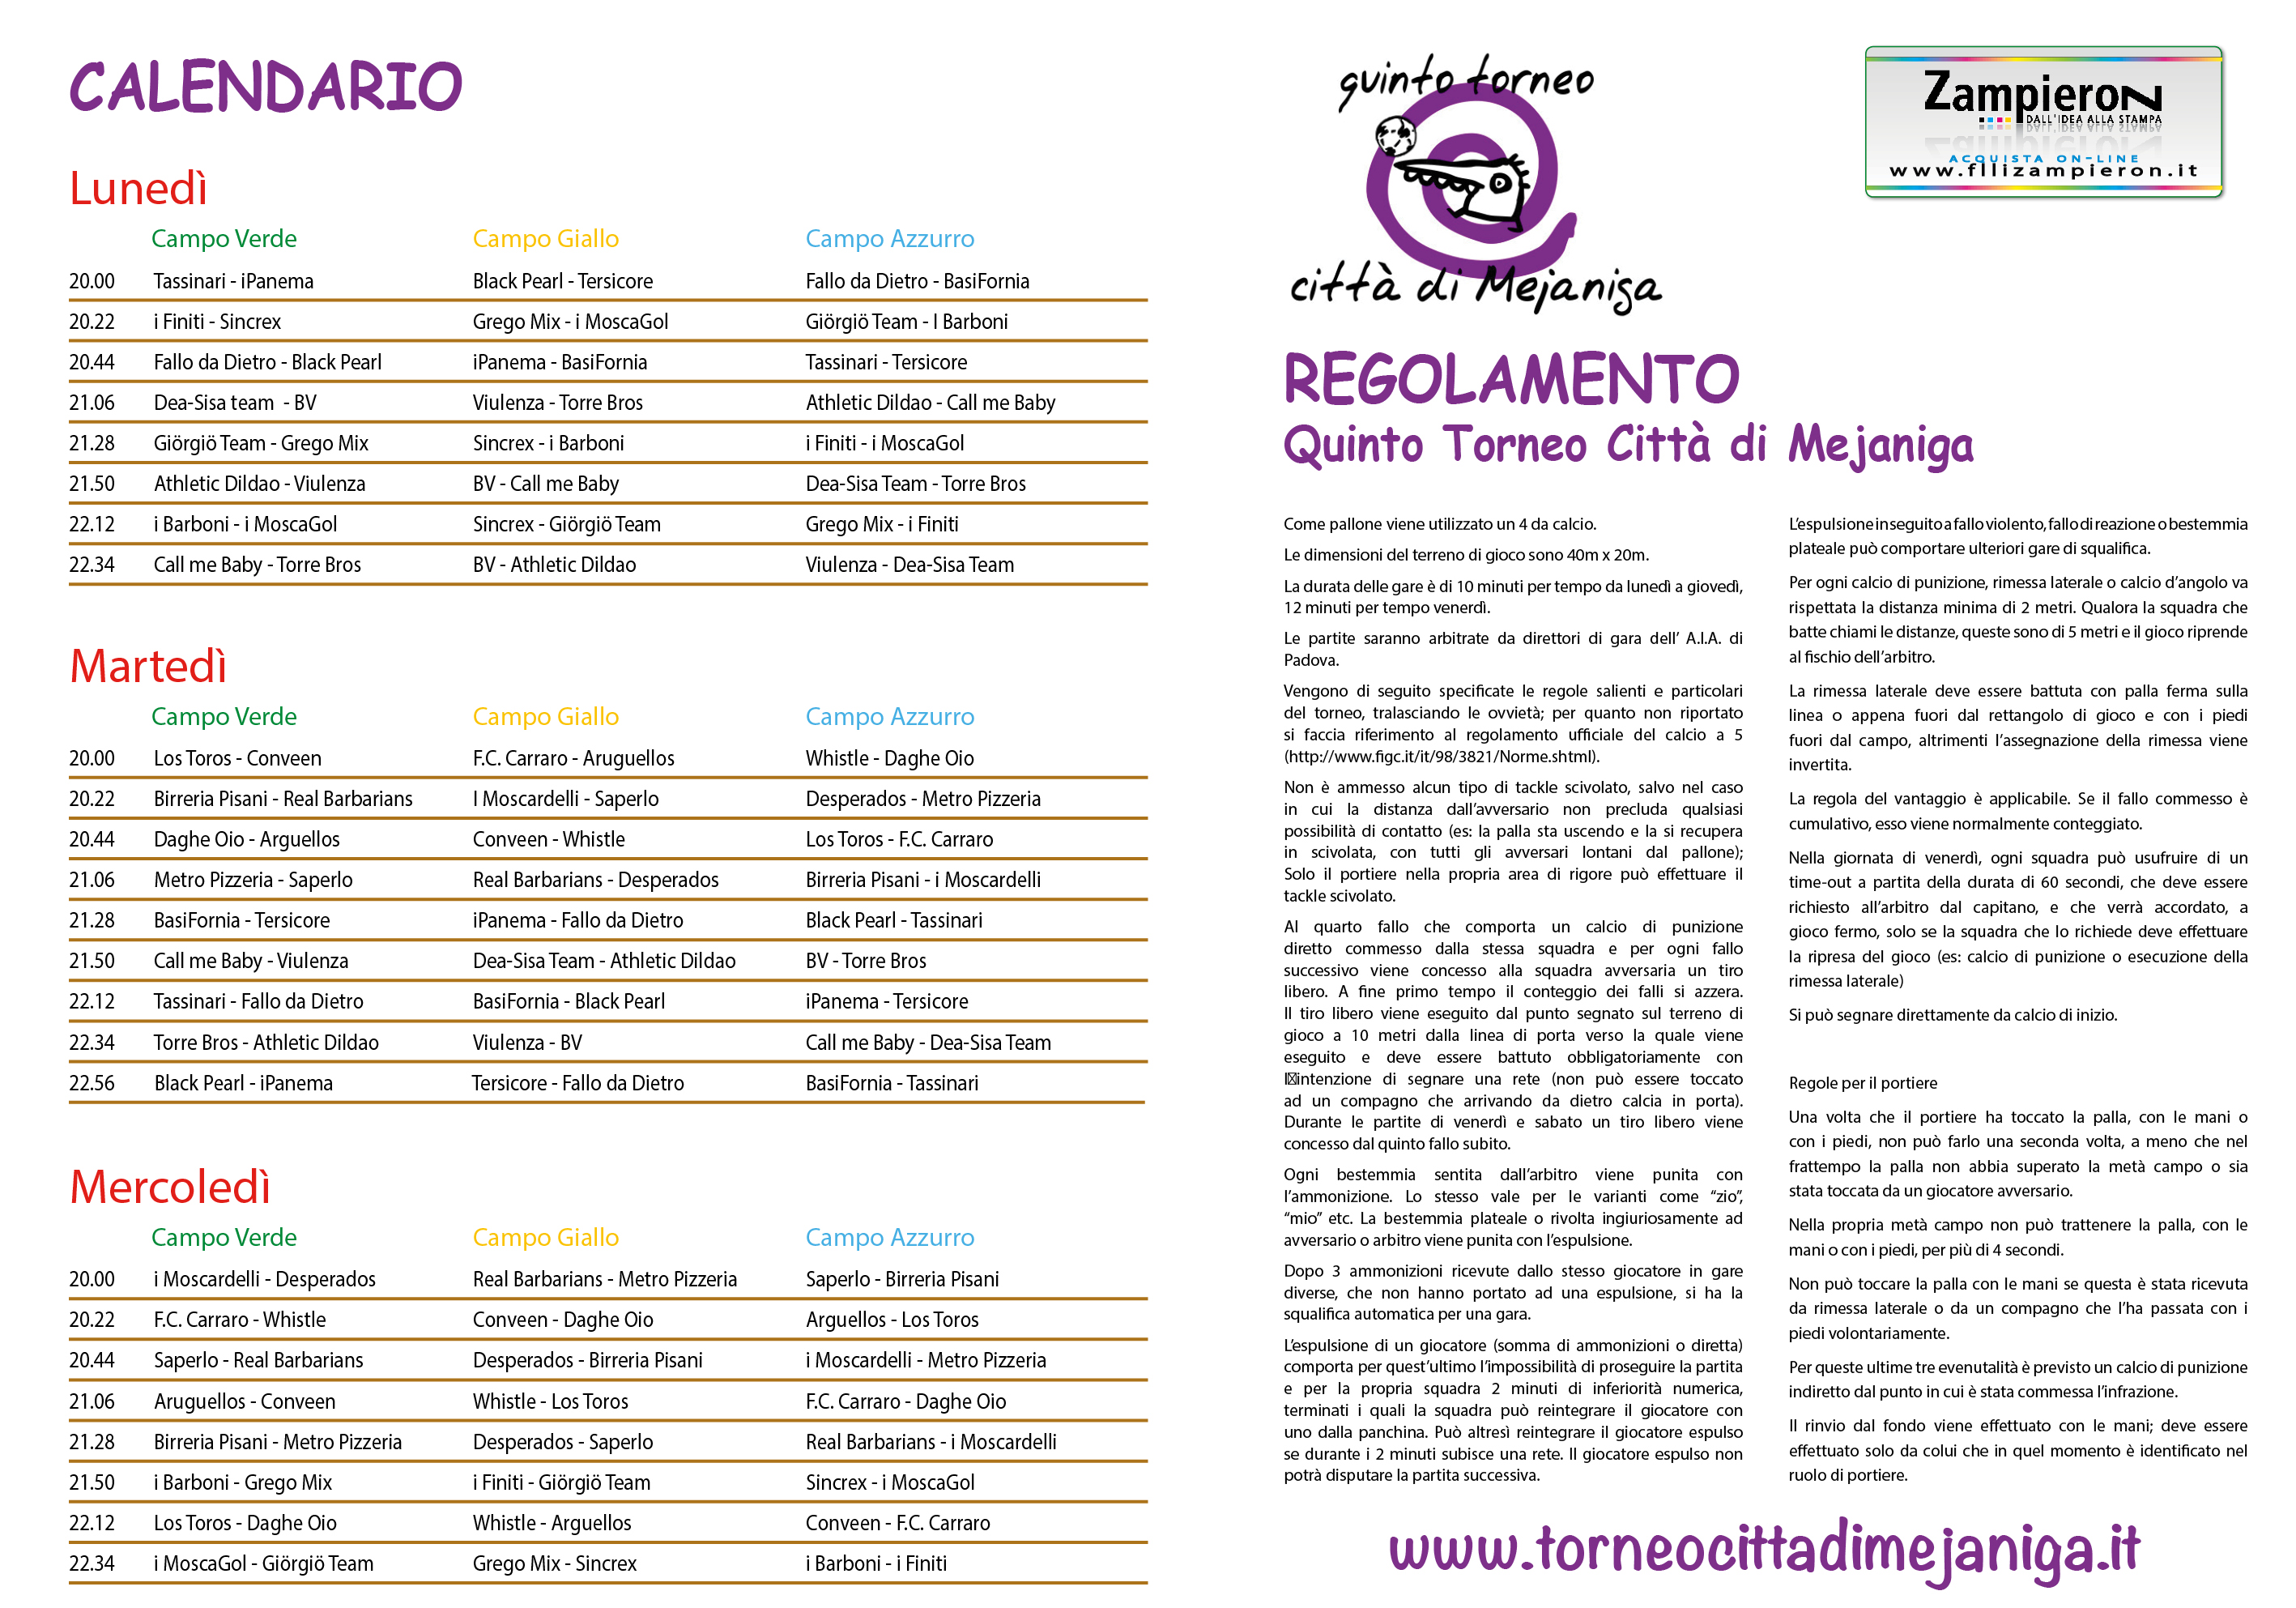 CALENDARIO
Lunedì
Campo Verde Campo Giallo Campo Azzurro
20.00 Tassinari - iPanema Black Pearl - Tersicore Fallo da Dietro - BasiFornia
20.22 i Finiti - Sincrex Grego Mix - i MoscaGol Giörgiö Team - I Barboni
20.44 Fallo da Dietro - Black Pearl iPanema - BasiFornia Tassinari - Tersicore
21.06 Dea-Sisa team - BV Viulenza - Torre Bros Athletic Dildao - Call me Baby
21.28 Giörgiö Team - Grego Mix Sincrex - i Barboni i Finiti - i MoscaGol
21.50 Athletic Dildao - Viulenza BV - Call me Baby Dea-Sisa Team - Torre Bros
22.12 i Barboni - i MoscaGol Sincrex - Giörgiö Team Grego Mix - i Finiti
22.34 Call me Baby - Torre Bros BV - Athletic Dildao Viulenza - Dea-Sisa Team
Martedì
Campo Verde Campo Giallo Campo Azzurro
20.00 Los Toros - Conveen F.C. Carraro - Aruguellos Whistle - Daghe Oio
20.22 Birreria Pisani - Real Barbarians I Moscardelli - Saperlo Desperados - Metro Pizzeria
20.44 Daghe Oio - Arguellos Conveen - Whistle Los Toros - F.C. Carraro
21.06 Metro Pizzeria - Saperlo Real Barbarians - Desperados Birreria Pisani - i Moscardelli
21.28 BasiFornia - Tersicore iPanema - Fallo da Dietro Black Pearl - Tassinari
21.50 Call me Baby - Viulenza Dea-Sisa Team - Athletic Dildao BV - Torre Bros
22.12 Tassinari - Fallo da Dietro BasiFornia - Black Pearl iPanema - Tersicore
22.34 Torre Bros - Athletic Dildao Viulenza - BV Call me Baby - Dea-Sisa Team
22.56 Black Pearl - iPanema Tersicore - Fallo da Dietro BasiFornia - Tassinari
Mercoledì
Campo Verde Campo Giallo Campo Azzurro
20.00 i Moscardelli - Desperados Real Barbarians - Metro Pizzeria Saperlo - Birreria Pisani
20.22 F.C. Carraro - Whistle Conveen - Daghe Oio Arguellos - Los Toros
20.44 Saperlo - Real Barbarians Desperados - Birreria Pisani i Moscardelli - Metro Pizzeria
21.06 Aruguellos - Conveen Whistle - Los Toros F.C. Carraro - Daghe Oio
21.28 Birreria Pisani - Metro Pizzeria Desperados - Saperlo Real Barbarians - i Moscardelli
21.50 i Barboni - Grego Mix i Finiti - Giörgiö Team Sincrex - i MoscaGol
22.12 Los Toros - Daghe Oio Whistle - Arguellos Conveen - F.C. Carraro
22.34 i MoscaGol - Giörgiö Team Grego Mix - Sincrex i Barboni - i Finiti
quinto torneo
città di Mejaniga
Zampieron
DALL'IDEA ALLA STAMPA
ACQUISTA ON-LINE
www.fllizampieron.it
REGOLAMENTO
Quinto Torneo Città di Mejaniga
Come pallone viene utilizzato un 4 da calcio.
Le dimensioni del terreno di gioco sono 40m x 20m.
La durata delle gare è di 10 minuti per tempo da lunedì a giovedì,
12 minuti per tempo venerdì.
Le partite saranno arbitrate da direttori di gara dell' A.I.A. di
Padova.
Vengono di seguito specificate le regole salienti e particolari
del torneo, tralasciando le ovvietà; per quanto non riportato
si faccia riferimento al regolamento ufficiale del calcio a 5
(http://www.figc.it/it/98/3821/Norme.shtml).
Non è ammesso alcun tipo di tackle scivolato, salvo nel caso
in cui la distanza dall'avversario non precluda qualsiasi
possibilità di contatto (es: la palla sta uscendo e la si recupera
in scivolata, con tutti gli avversari lontani dal pallone);
Solo il portiere nella propria area di rigore può effettuare il
tackle scivolato.
Al quarto fallo che comporta un calcio di punizione
diretto commesso dalla stessa squadra e per ogni fallo
successivo viene concesso alla squadra avversaria un tiro
libero. A fine primo tempo il conteggio dei falli si azzera.
Il tiro libero viene eseguito dal punto segnato sul terreno di
gioco a 10 metri dalla linea di porta verso la quale viene
eseguito e deve essere battuto obbligatoriamente con
l intenzione di segnare una rete (non può essere toccato
ad un compagno che arrivando da dietro calcia in porta).
Durante le partite di venerdì e sabato un tiro libero viene
concesso dal quinto fallo subito.
Ogni bestemmia sentita dall'arbitro viene punita con
l'ammonizione. Lo stesso vale per le varianti come “zio”,
“mio” etc. La bestemmia plateale o rivolta ingiuriosamente ad
avversario o arbitro viene punita con l'espulsione.
Dopo 3 ammonizioni ricevute dallo stesso giocatore in gare
diverse, che non hanno portato ad una espulsione, si ha la
squalifica automatica per una gara.
L'espulsione di un giocatore (somma di ammonizioni o diretta)
comporta per quest'ultimo l'impossibilità di proseguire la partita
e per la propria squadra 2 minuti di inferiorità numerica,
terminati i quali la squadra può reintegrare il giocatore con
uno dalla panchina. Può altresì reintegrare il giocatore espulso
se durante i 2 minuti subisce una rete. Il giocatore espulso non
potrà disputare la partita successiva.
L'espulsione in seguito a fallo violento, fallo di reazione o bestemmia
plateale può comportare ulteriori gare di squalifica.
Per ogni calcio di punizione, rimessa laterale o calcio d'angolo va
rispettata la distanza minima di 2 metri. Qualora la squadra che
batte chiami le distanze, queste sono di 5 metri e il gioco riprende
al fischio dell'arbitro.
La rimessa laterale deve essere battuta con palla ferma sulla
linea o appena fuori dal rettangolo di gioco e con i piedi
fuori dal campo, altrimenti l'assegnazione della rimessa viene
invertita.
La regola del vantaggio è applicabile. Se il fallo commesso è
cumulativo, esso viene normalmente conteggiato.
Nella giornata di venerdì, ogni squadra può usufruire di un
time-out a partita della durata di 60 secondi, che deve essere
richiesto all'arbitro dal capitano, e che verrà accordato, a
gioco fermo, solo se la squadra che lo richiede deve effettuare
la ripresa del gioco (es: calcio di punizione o esecuzione della
rimessa laterale)
Si può segnare direttamente da calcio di inizio.
Regole per il portiere
Una volta che il portiere ha toccato la palla, con le mani o
con i piedi, non può farlo una seconda volta, a meno che nel
frattempo la palla non abbia superato la metà campo o sia
stata toccata da un giocatore avversario.
Nella propria metà campo non può trattenere la palla, con le
mani o con i piedi, per più di 4 secondi.
Non può toccare la palla con le mani se questa è stata ricevuta
da rimessa laterale o da un compagno che l'ha passata con i
piedi volontariamente.
Per queste ultime tre evenutalità è previsto un calcio di punizione
indiretto dal punto in cui è stata commessa l'infrazione.
Il rinvio dal fondo viene effettuato con le mani; deve essere
effettuato solo da colui che in quel momento è identificato nel
ruolo di portiere.
www.torneocittadimejaniga.it